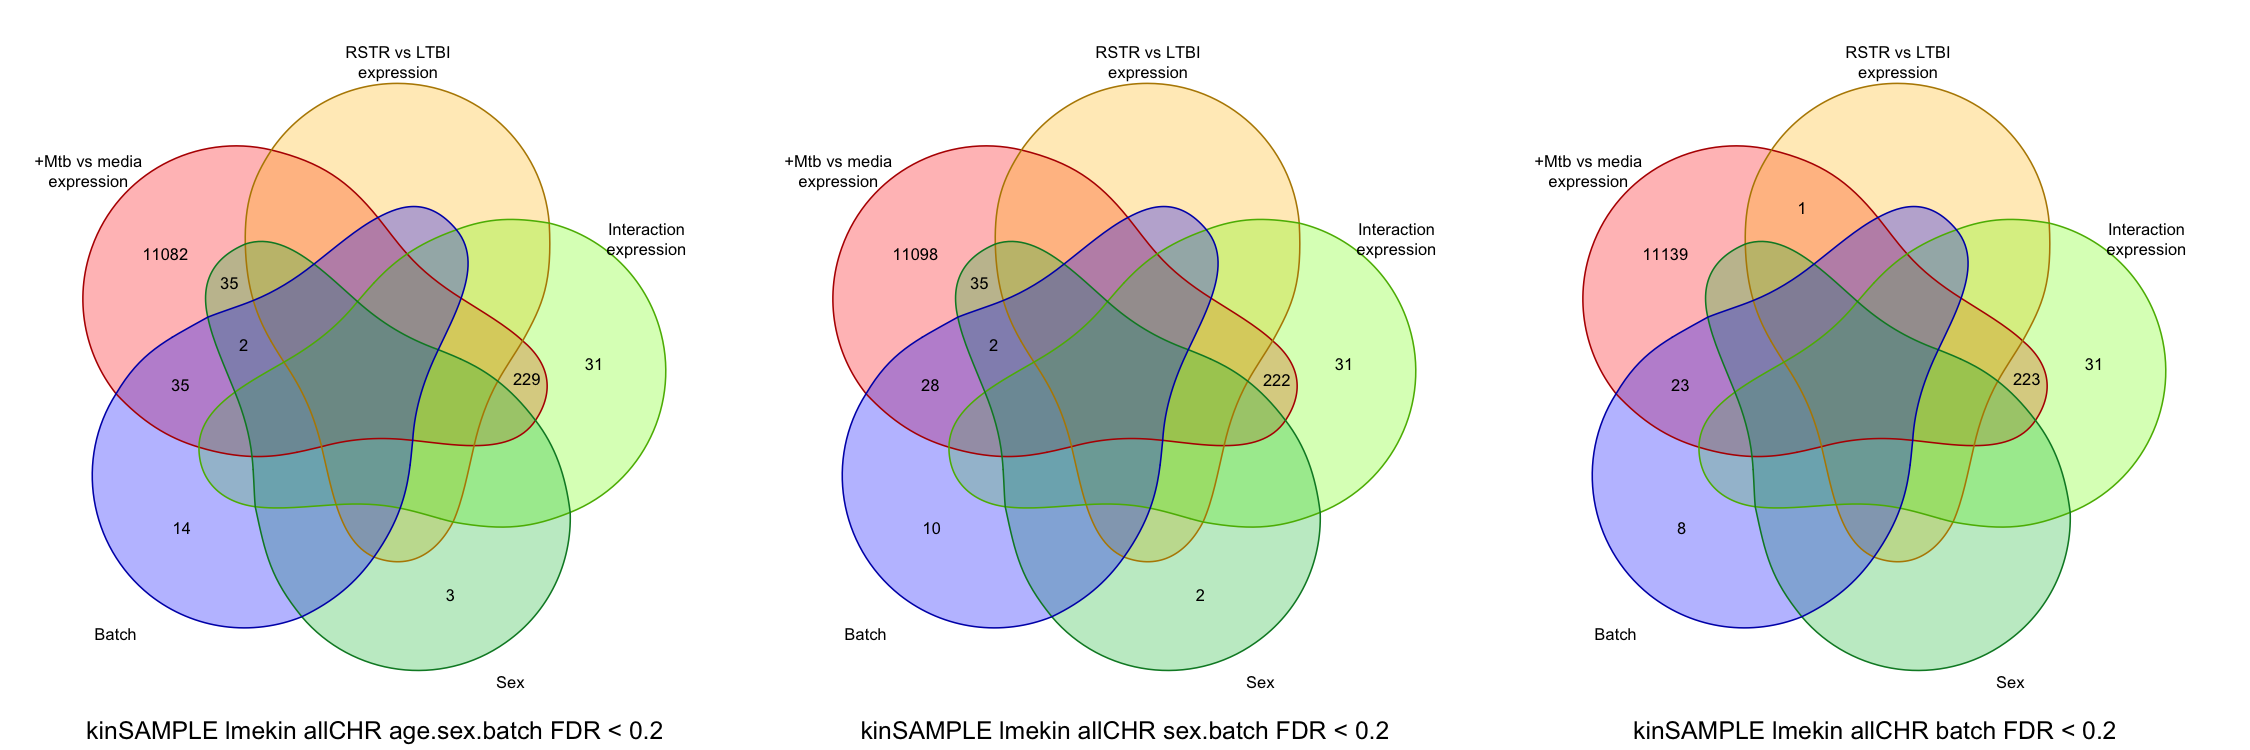 RSTR vs LTBI
expression
+Mtb vs media
expression
Interaction
expression
11082
35
2
35
229
31
14
3
Batch
Sex
kinSAMPLE lmekin allCHR age.sex.batch FDR < 0.2
RSTR vs LTBI
expression
+Mtb vs media
expression
Interaction
expression
11098
35
2
28
222
31
10
2
Batch
Sex
kinSAMPLE lmekin allCHR sex.batch FDR < 0.2
RSTR vs LTBI
expression
+Mtb vs media
expression
Interaction
expression
1
11139
23
223
31
8
Batch
Sex
kinSAMPLE lmekin allCHR batch FDR < 0.2